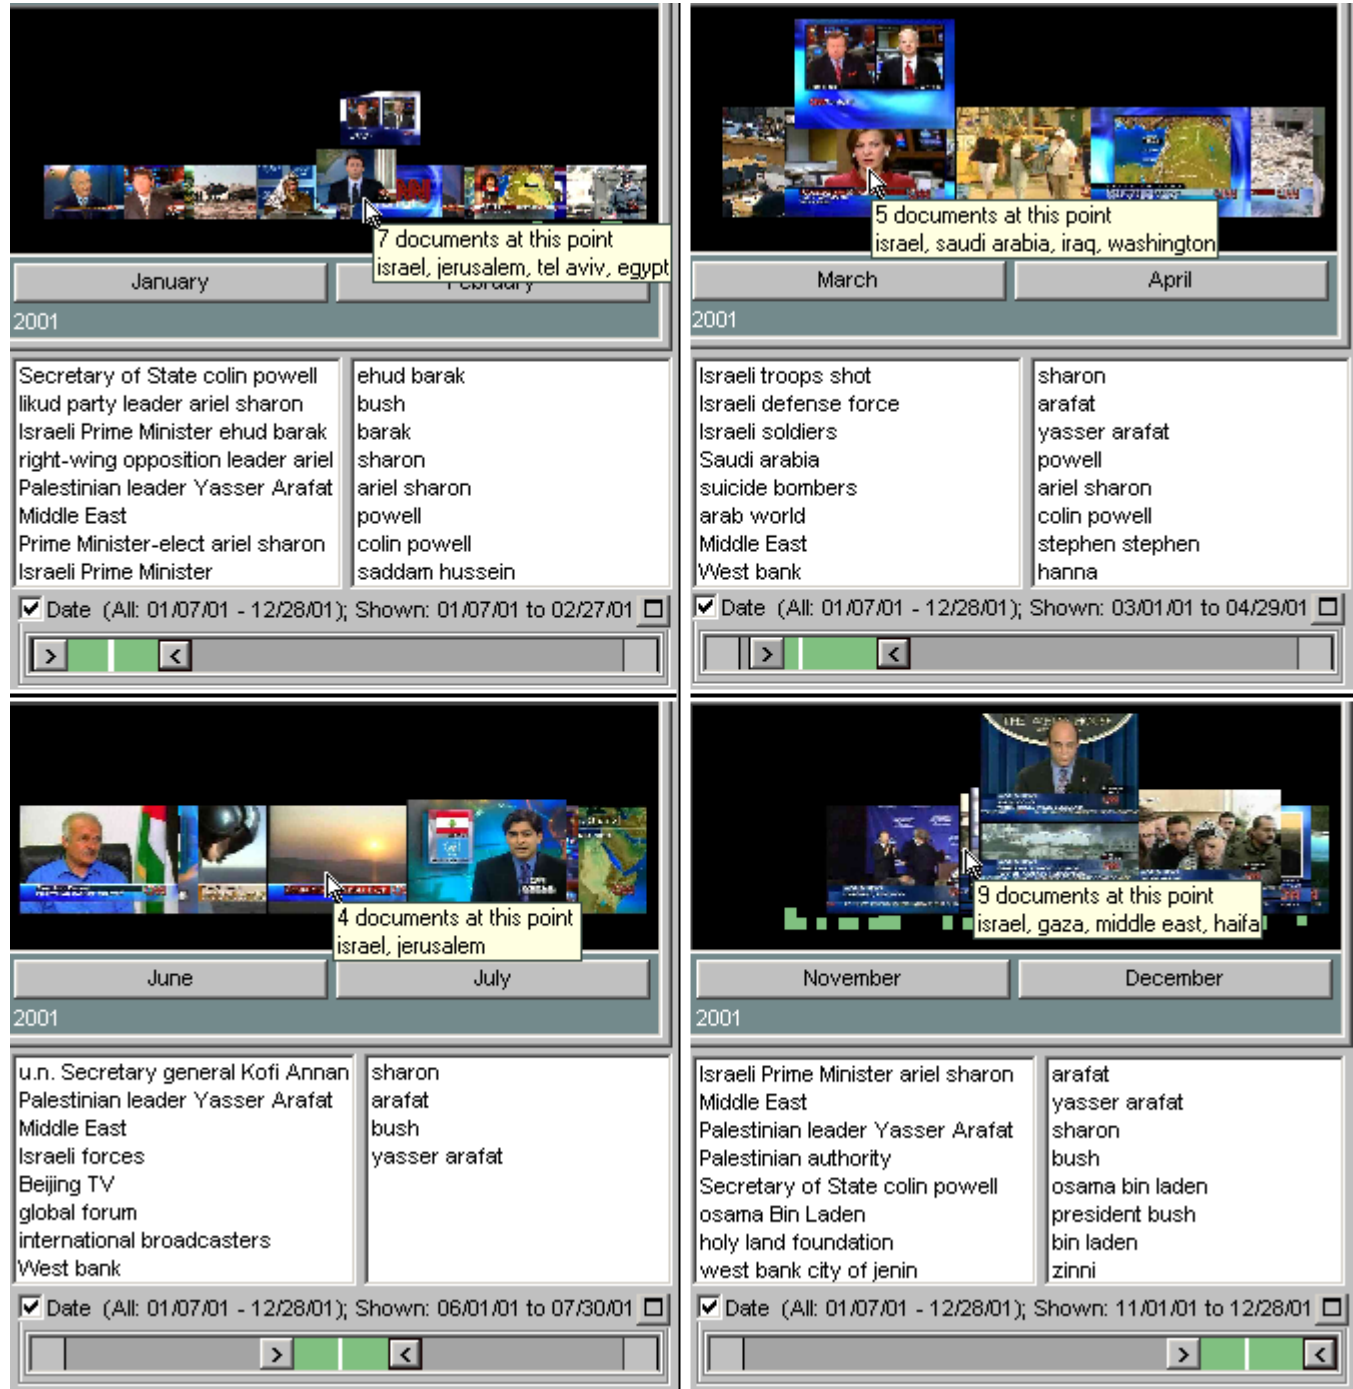 7 documents at this point
israel, jerusalem, tel aviv, egypt
January
2001
Secretary of State colin powell
likud party leader ariel sharon
Israeli Prime Minister ehud barak
right-wing opposition leader ariel
Palestinian leader Yasser Arafat
Middle East
Prime Minister-elect ariel sharon
Israeli Prime Minister
ehud barak
bush
barak
sharon
ariel sharon
powell
colin powell
saddam hussein
Date (All: 01/07/01 - 12/28/01); Shown: 01/07/01 to 02/27/01
> <
5 documents at this point
israel, saudi arabia, iraq, washington
March April
2001
Israeli troops shot
Israeli defense force
Israeli soldiers
Saudi arabia
suicide bombers
arab world
Middle East
West bank
sharon
arafat
yasser arafat
powell
ariel sharon
colin powell
stephen stephen
hanna
Date (All: 01/07/01 - 12/28/01); Shown: 03/01/01 to 04/29/01
> <
4 documents at this point
israel, jerusalem
June July
2001
u.n. Secretary general Kofi Annan
Palestinian leader Yasser Arafat
Middle East
Israeli forces
Beijing TV
global forum
international broadcasters
West bank
sharon
arafat
bush
yasser arafat
Date (All: 01/07/01 - 12/28/01); Shown: 06/01/01 to 07/30/01
> <
9 documents at this point
israel, gaza, middle east, haifa
November December
2001
Israeli Prime Minister ariel sharon
Middle East
Palestinian leader Yasser Arafat
Palestinian authority
Secretary of State colin powell
osama Bin Laden
holy land foundation
west bank city of jenin
arafat
yasser arafat
sharon
bush
osama bin laden
president bush
bin laden
zinni
Date (All: 01/07/01 - 12/28/01); Shown: 11/01/01 to 12/28/01
> <